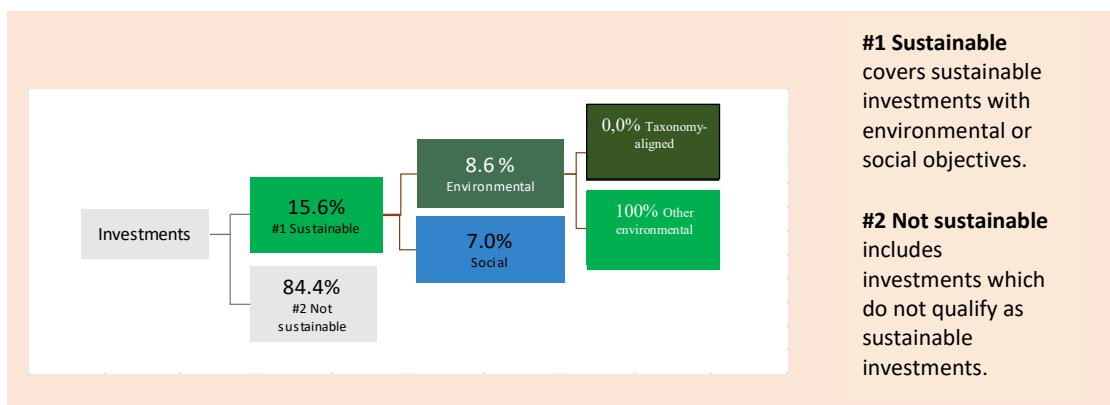 Investments
15.6%
#1 Sustainable
84.4%
#2 Not
sustainable
8.6 %
Environmental
7.0%
Social
0,0% Taxonomy-
aligned
100% Other
environmental
#1 Sustainable
covers sustainable
investments with
environmental or
social objectives.
#2 Not sustainable
includes
investments which
do not qualify as
sustainable
investments.